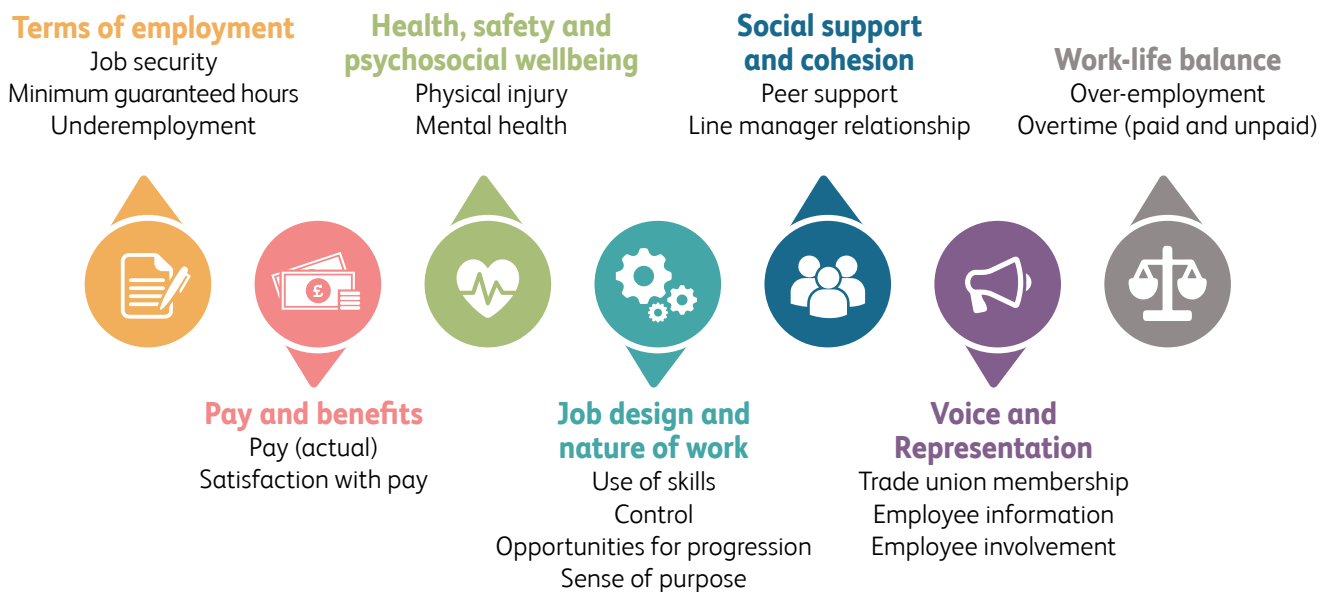 Terms of employment
Job security
Minimum guaranteed hours
Underemployment
Health, safety and
psychosocial wellbeing
Physical injury
Mental health
Social support
and cohesion
Peer support
Line manager relationship
Work-life balance
Over-employment
Overtime (paid and unpaid)
£
Pay and benefits
Pay (actual)
Satisfaction with pay
Job design and
nature of work
Use of skills
Control
Opportunities for progression
Sense of purpose
Voice and
Representation
Trade union membership
Employee information
Employee involvement